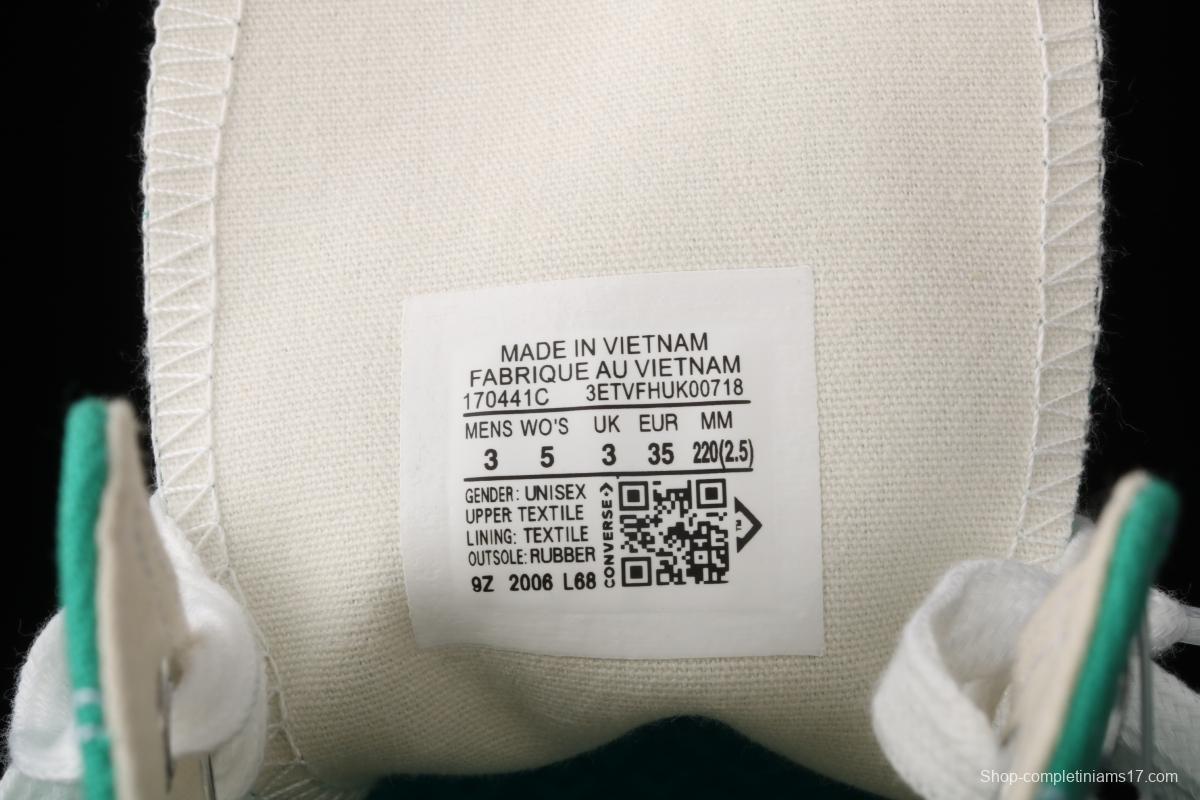 MADE IN VIETNAM
FABRIQUE AU VIETNAM
170441C 3ETVFHUK00718
MENS WO'S UK EUR MM
3 5 3 35 220(2.5)
GENDER: UNISEX
UPPER TEXTILE
LINING: TEXTILE
OUTSOLE: RUBBER
9Z 2006 L68
CONVERSE
TM
Shop-completiniams17.com